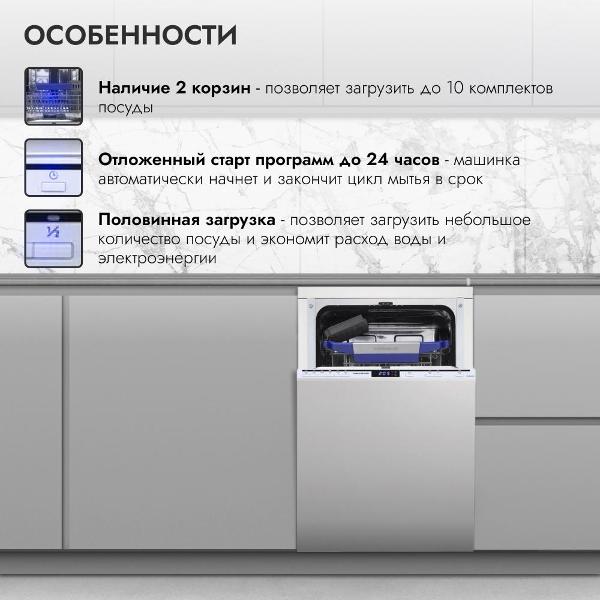 ОСОБЕННОСТИ
Наличие 2 корзин - позволяет загрузить до 10 комплектов
посуды
Отложенный старт программ до 24 часов - машинка
автоматически начнет и закончит цикл мытья в срок
Половинная загрузка - позволяет загрузить небольшое
½
количество посуды и экономит расход воды и
электроэнергии